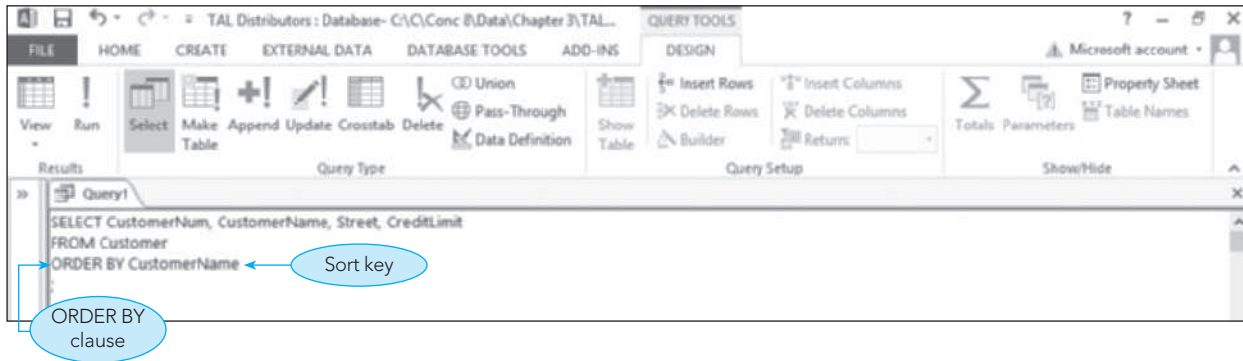 TAL Distributors : Database- C:\C\Conc 8\Data\Chapter 3\TAL...
QUERY TOOLS
?
FILE HOME CREATE EXTERNAL DATA DATABASE TOOLS ADD-INS DESIGN Microsoft account
View
Run
Select
Make Table
Append
Update
Crosstab
Delete
Union
Pass-Through
Data Definition
Show Table
Insert Rows
Delete Rows
Builder
Insert Columns
Delete Columns
Return:
Totals
Parameters
Property Sheet
Table Names
Results
Query Type
Query Setup
Show/Hide
Query1
SELECT CustomerNum, CustomerName, Street, CreditLimit
FROM Customer
ORDER BY CustomerName
;
Sort key
ORDER BY
clause